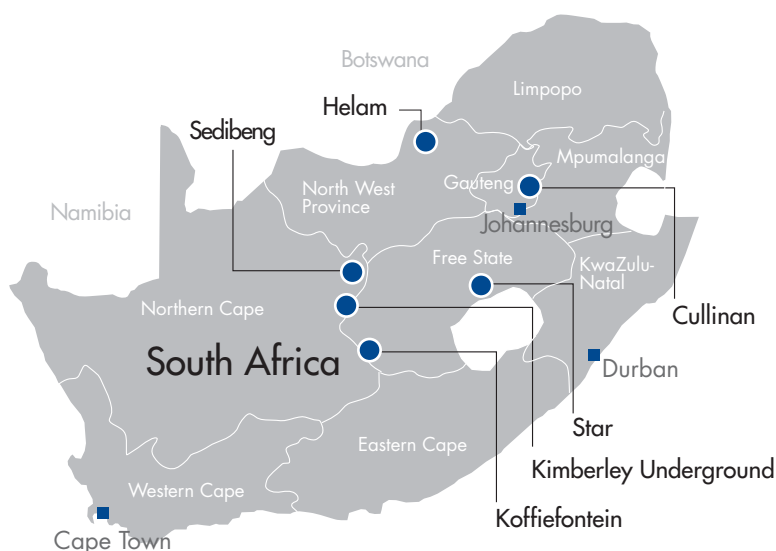 Botswana
Limpopo
Helam
Sedibeng
Mpumalanga
Gauteng
North West
Province
Namibia
Johannesburg
Free State
KwaZulu-
Natal
Northern Cape
Cullinan
South Africa
Durban
Star
Eastern Cape
Kimberley Underground
Western Cape
Koffiefontein
Cape Town